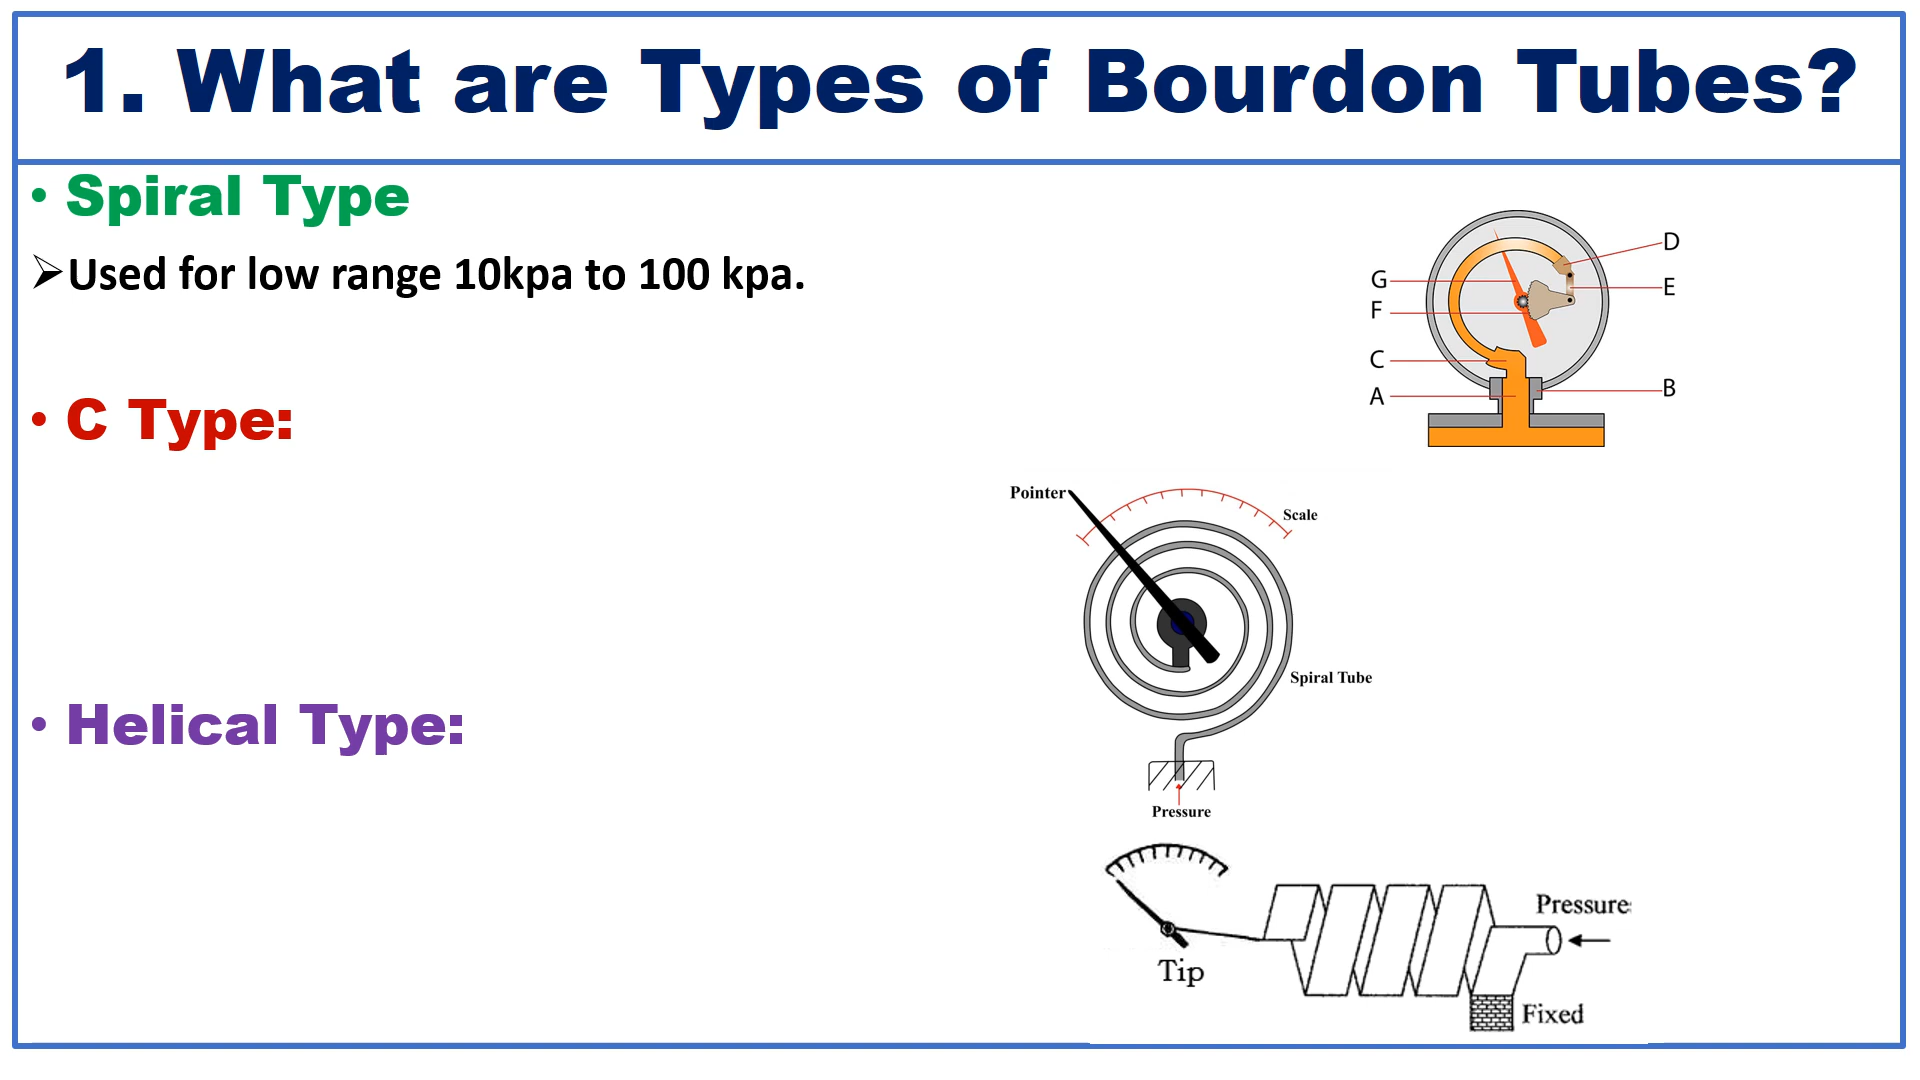 1. What are Types of Bourdon Tubes?
• Spiral Type
➢Used for low range 10kpa to 100 kpa.
• C Type:
• Helical Type:
D
G
E
F
C
A
B
Pointer
Scale
Spiral Tube
Pressure
Pressure
Tip
Fixed